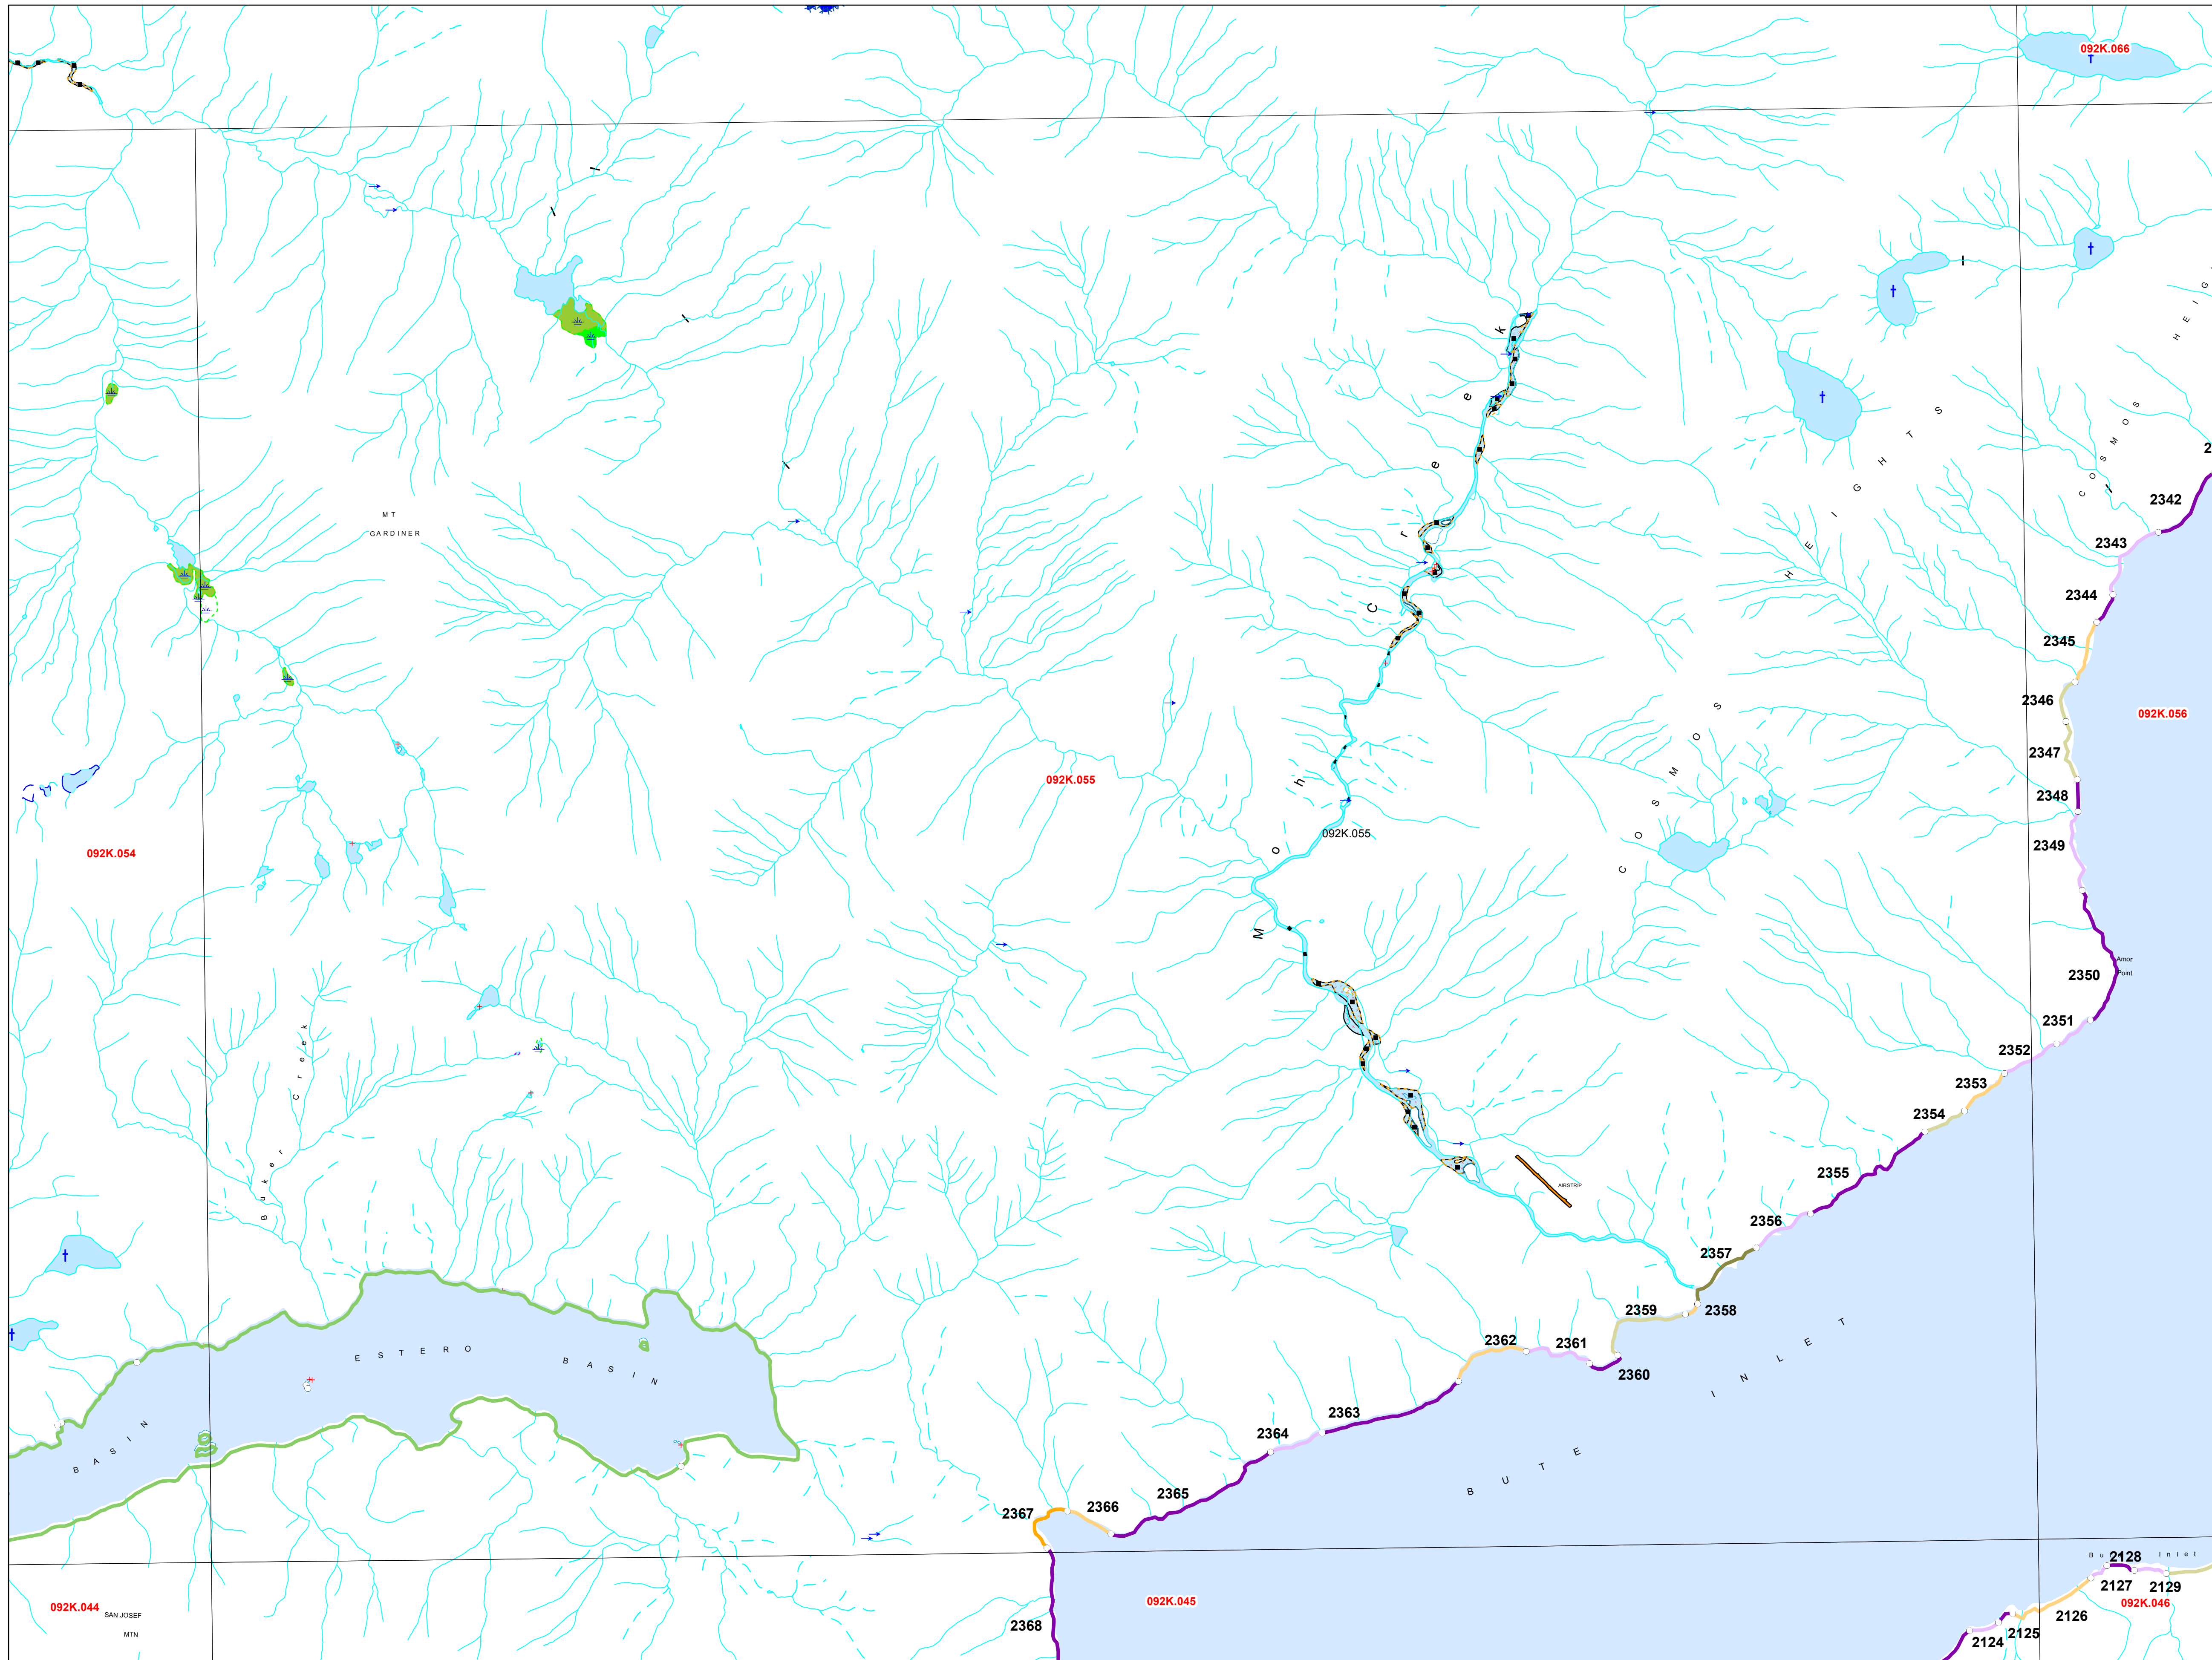 092K.066
HEIG
COSMOS
MT
GARDINER
Moh Creek
HEIGHTS
COSMOS
2342
2343
2344
2345
2346
092K.056
2347
2348
092K.055
092K.055
2349
092K.054
2350
Amor
Point
2351
2352
2353
2354
Buker Creek
AIRSTRIP
2355
2356
2357
2358
2359
2360
2361
2362
ESTERO BASIN
BASIN
BUTE INLET
2363
2364
2365
2366
2367
2368
Inlet
2128
2127
2129
092K.046
2126
2125
2124
092K.045
092K.044
SAN JOSEF
MTN